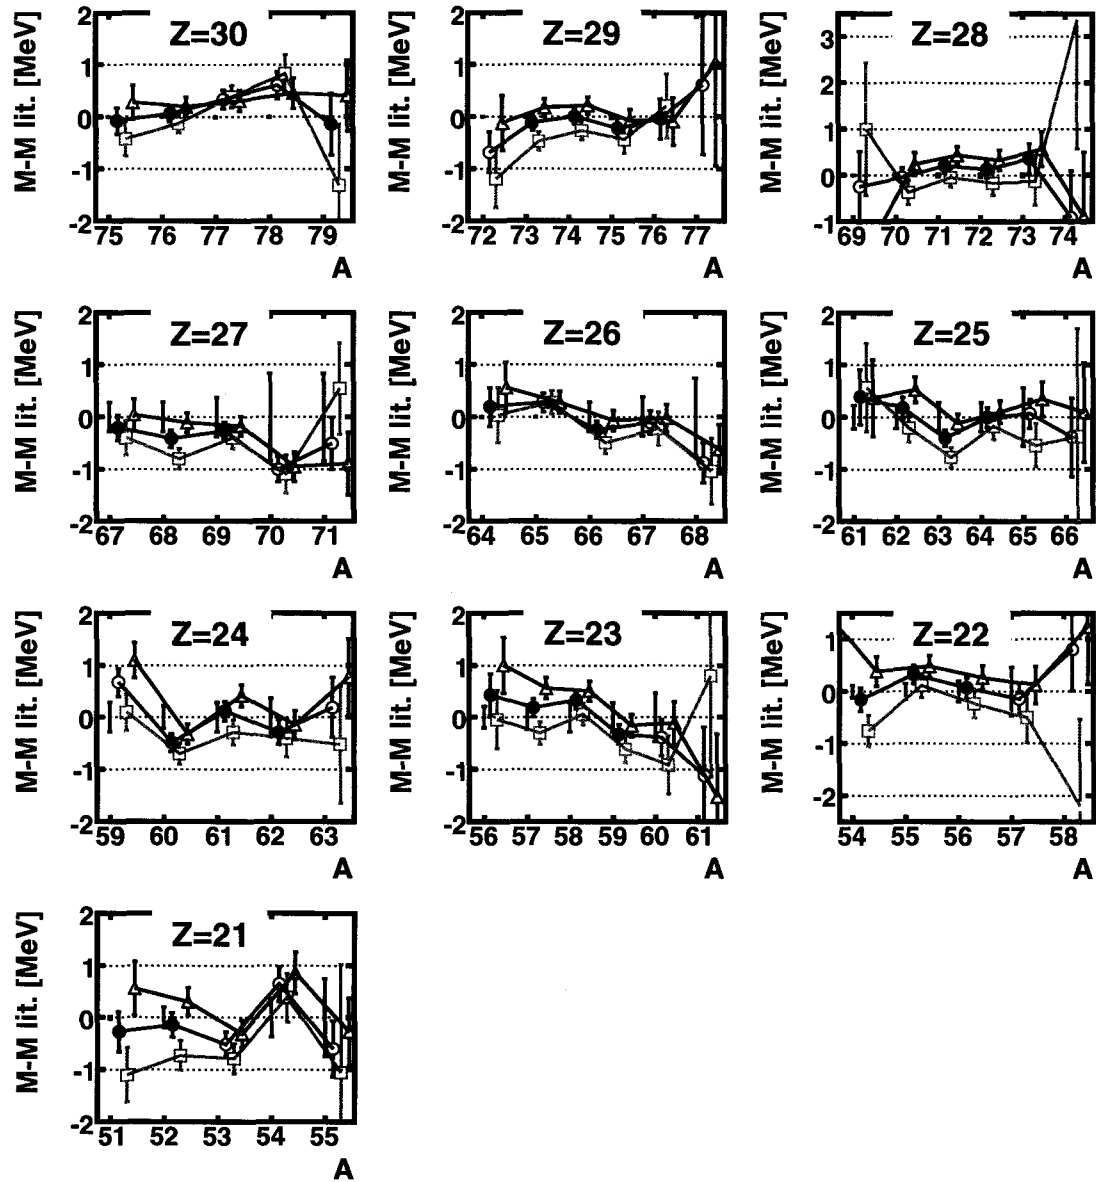 M-M lit. [MeV]
Z=30
2
1
0
-1
-2
75 76 77 78 79
A
M-M lit. [MeV]
Z=29
2
1
0
-1
-2
72 73 74 75 76 77
A
M-M lit. [MeV]
Z=28
3
2
1
0
-1
69 70 71 72 73 74
A
M-M lit. [MeV]
Z=27
2
1
0
-1
-2
67 68 69 70 71
A
M-M lit. [MeV]
Z=26
2
1
0
-1
-2
64 65 66 67 68
A
M-M lit. [MeV]
Z=25
2
1
0
-1
-2
61 62 63 64 65 66
A
M-M lit. [MeV]
Z=24
2
1
0
-1
-2
59 60 61 62 63
A
M-M lit. [MeV]
Z=23
2
1
0
-1
-2
56 57 58 59 60 61
A
M-M lit. [MeV]
Z=22
1
0
-1
-2
54 55 56 57 58
A
M-M lit. [MeV]
Z=21
2
1
0
-1
-2
51 52 53 54 55
A